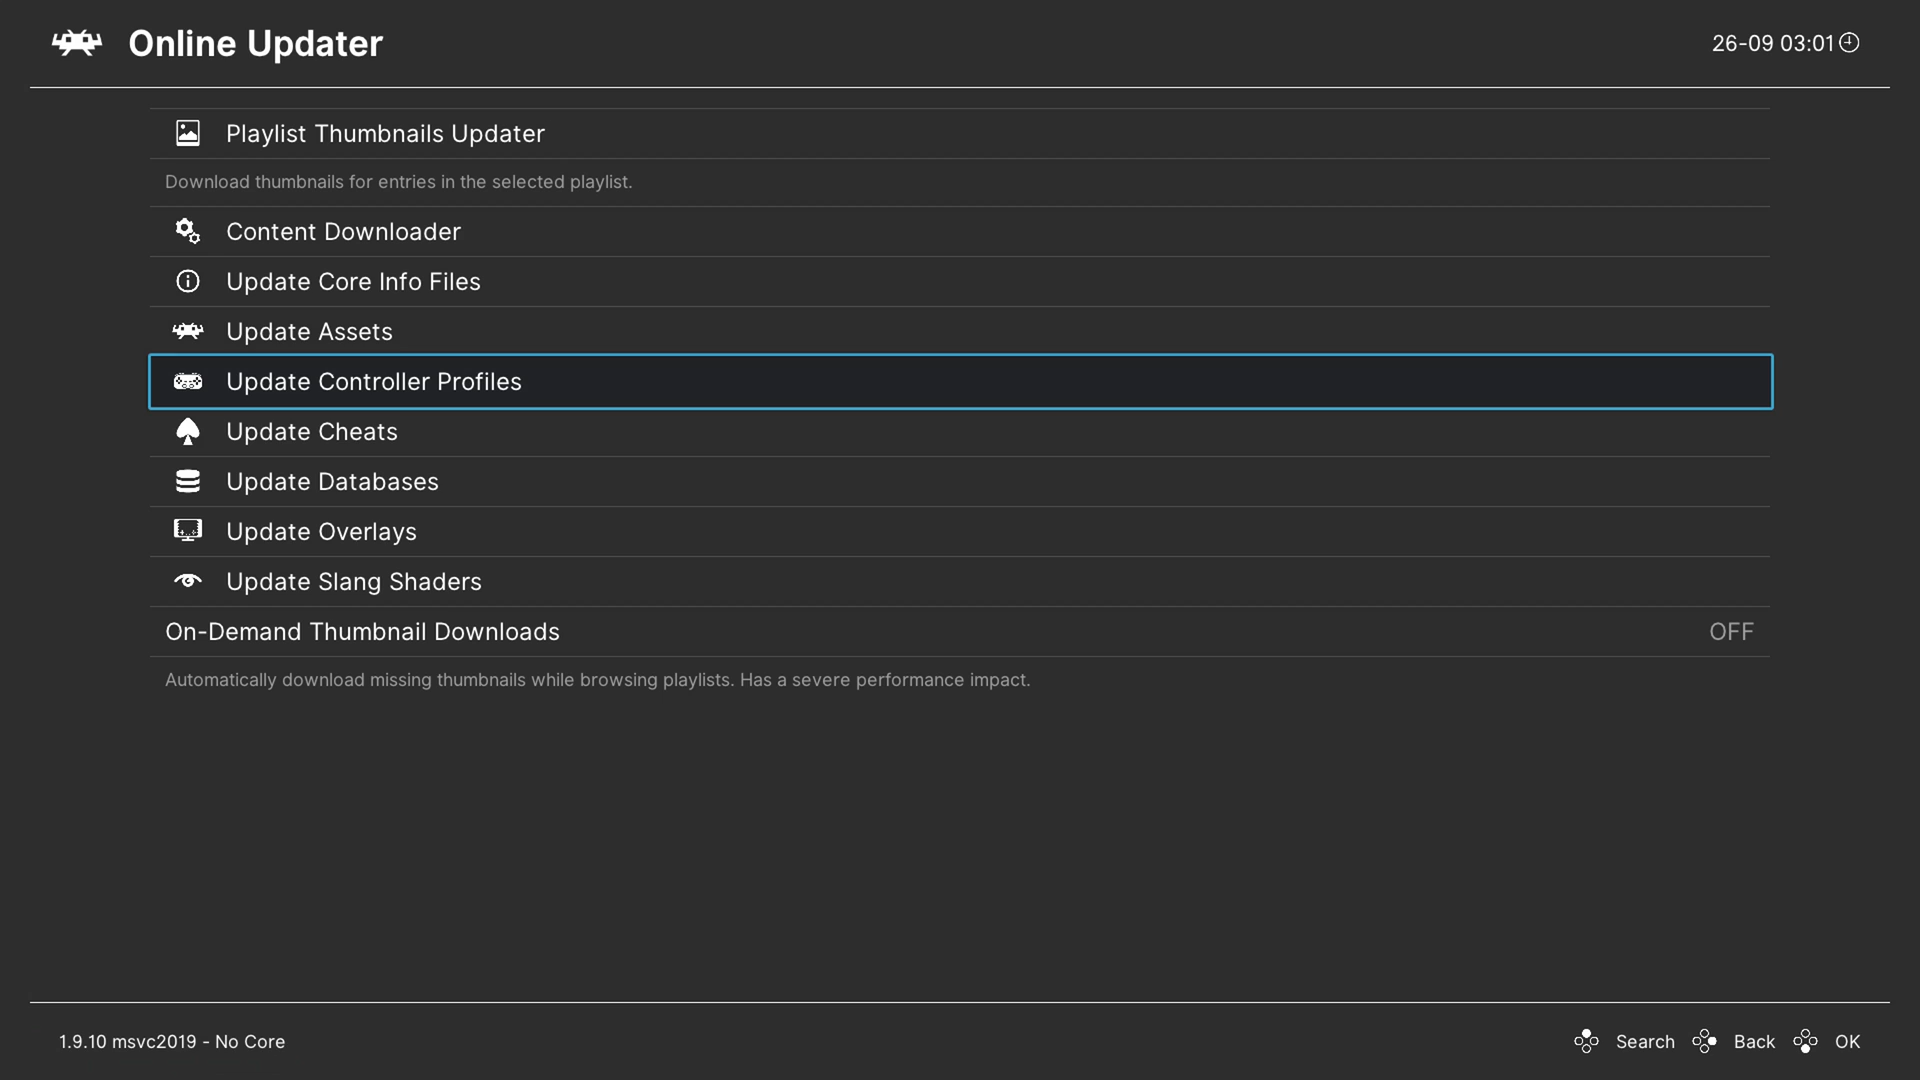 Online Updater
26-09 03:01
Playlist Thumbnails Updater
Download thumbnails for entries in the selected playlist.
Content Downloader
Update Core Info Files
Update Assets
Update Controller Profiles
Update Cheats
Update Databases
Update Overlays
Update Slang Shaders
On-Demand Thumbnail Downloads OFF
Automatically download missing thumbnails while browsing playlists. Has a severe performance impact.
1.9.10 msvc2019 - No Core
Search Back OK